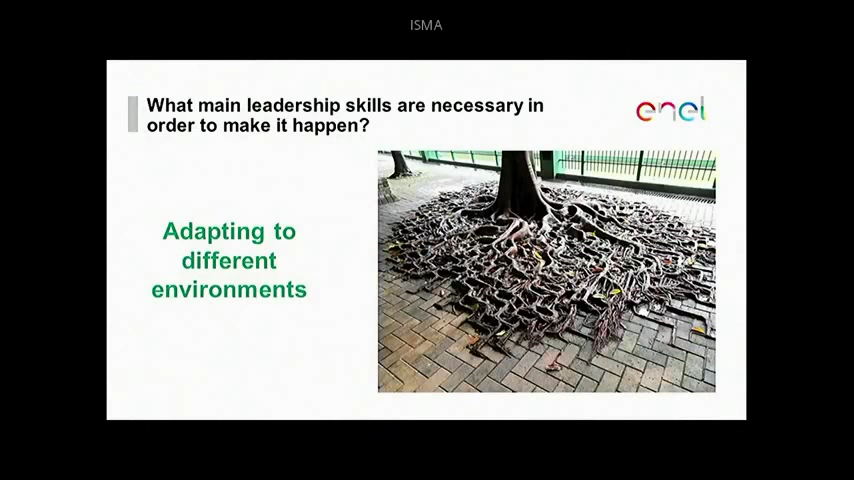 ISMA
What main leadership skills are necessary in
order to make it happen?
enel
Adapting to
different
environments